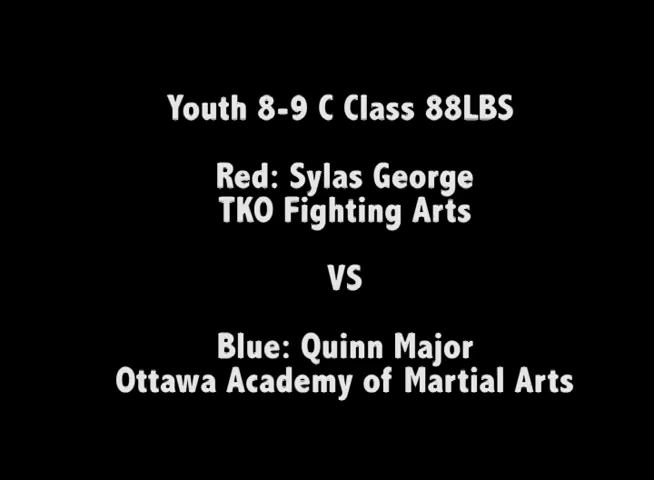 Youth 8-9 C Class 88LBS
Red: Sylas George
TKO Fighting Arts
VS
Blue: Quinn Major
Ottawa Academy of Martial Arts